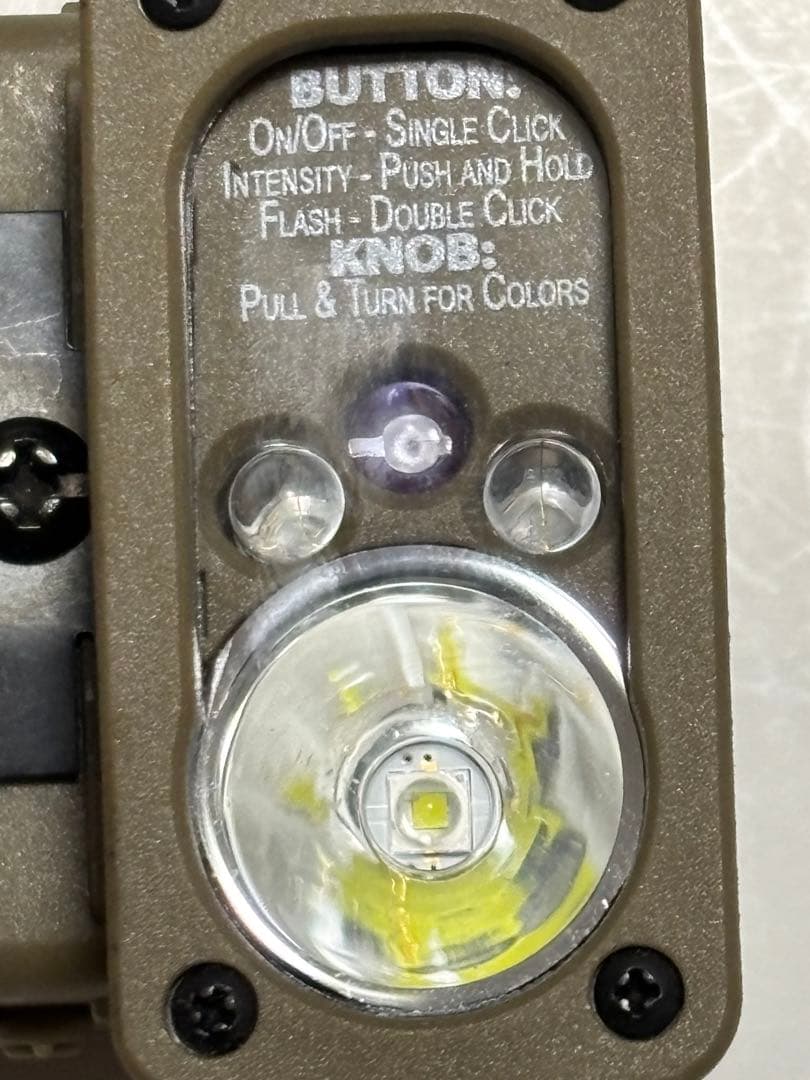 BUTTON:
ON/OFF - SINGLE CLICK
INTENSITY - PUSH AND HOLD
FLASH - DOUBLE CLICK
KNOB:
PULL & TURN FOR COLORS